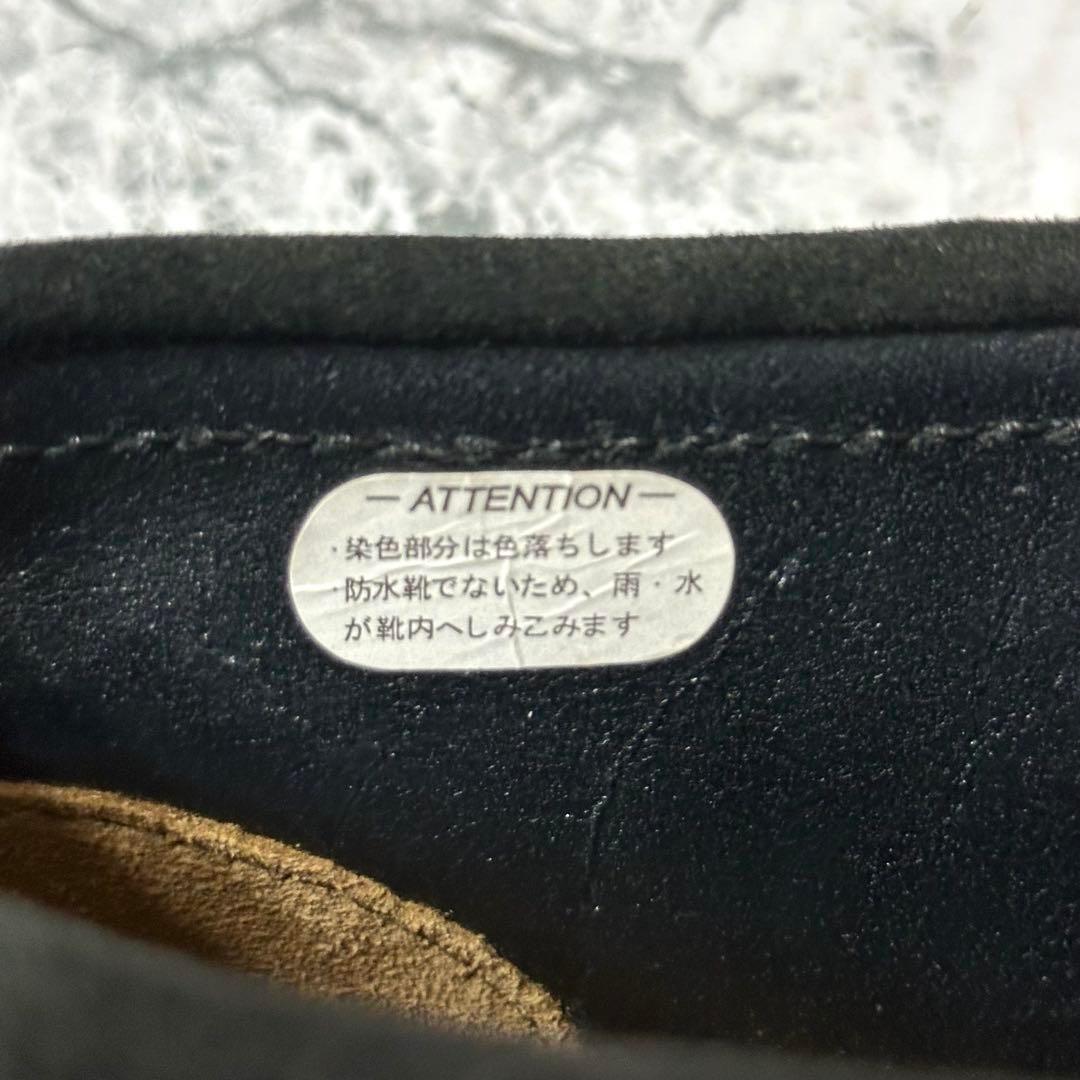 — ATTENTION —
・染色部分は色落ちします
・防水靴でないため、雨・水
が靴内へしみこみます